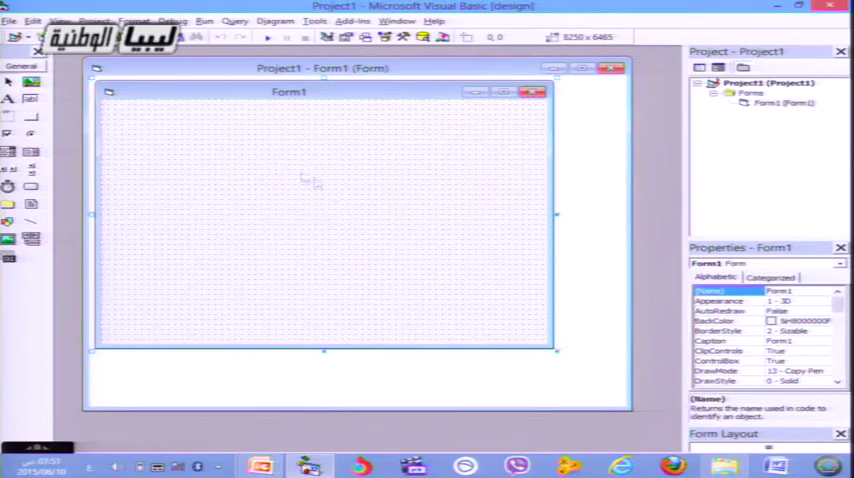 Project1 - Microsoft Visual Basic [design]
File Edit View Project Format Debug Run Query Diagram Tools Add-Ins Window Help
ليبيا الوطنية
0, 0 8250 x 6465
General
Project1 - Form1 (Form)
Form1
Project - Project1
Project1 (Project1)
Forms
Form1 (Form1)
Properties - Form1
Form1 Form
Alphabetic Categorized
(Name) Form1
Appearance 1 - 3D
AutoRedraw False
BackColor &H8000000F
BorderStyle 2 - Sizable
Caption Form1
ClipControls True
ControlBox True
DrawMode 13 - Copy Pen
DrawStyle 0 - Solid
(Name)
Returns the name used in code to
identify an object.
Form Layout
07:51 ص
2015/06/10